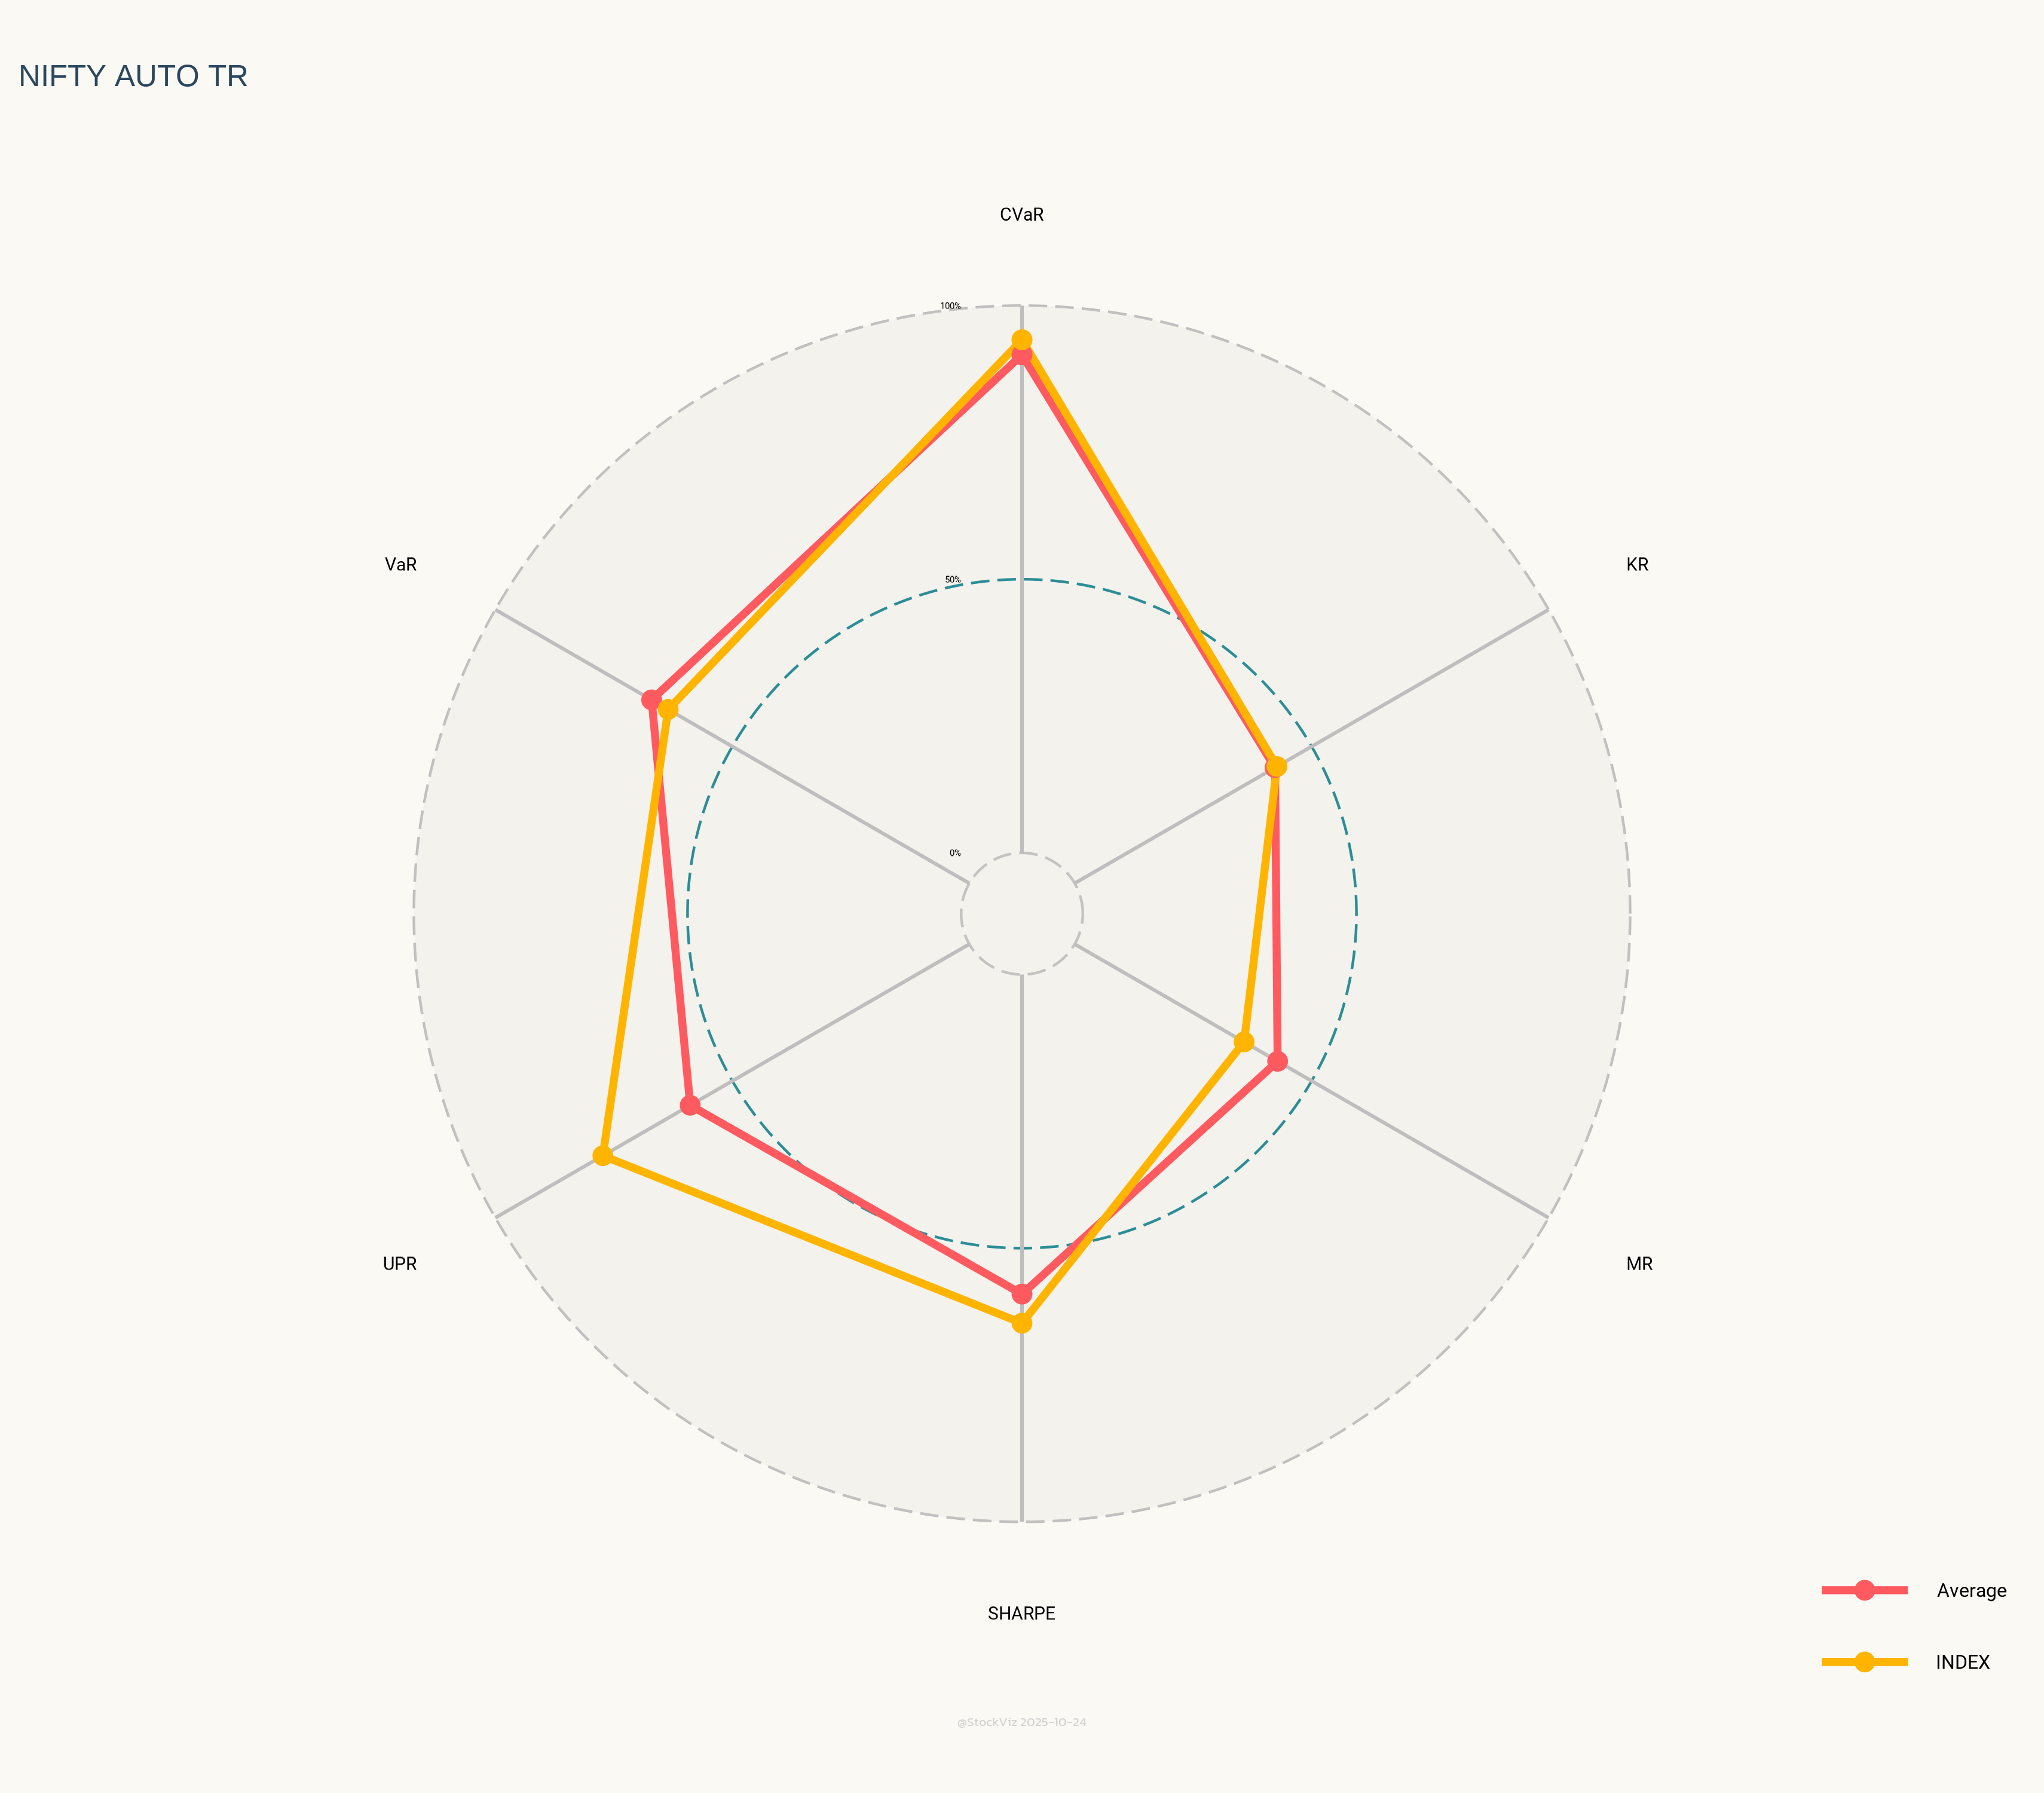 NIFTY AUTO TR
CVaR
100%
VaR
KR
50%
0%
UPR
MR
SHARPE
Average
INDEX
@StockViz 2025-10-24